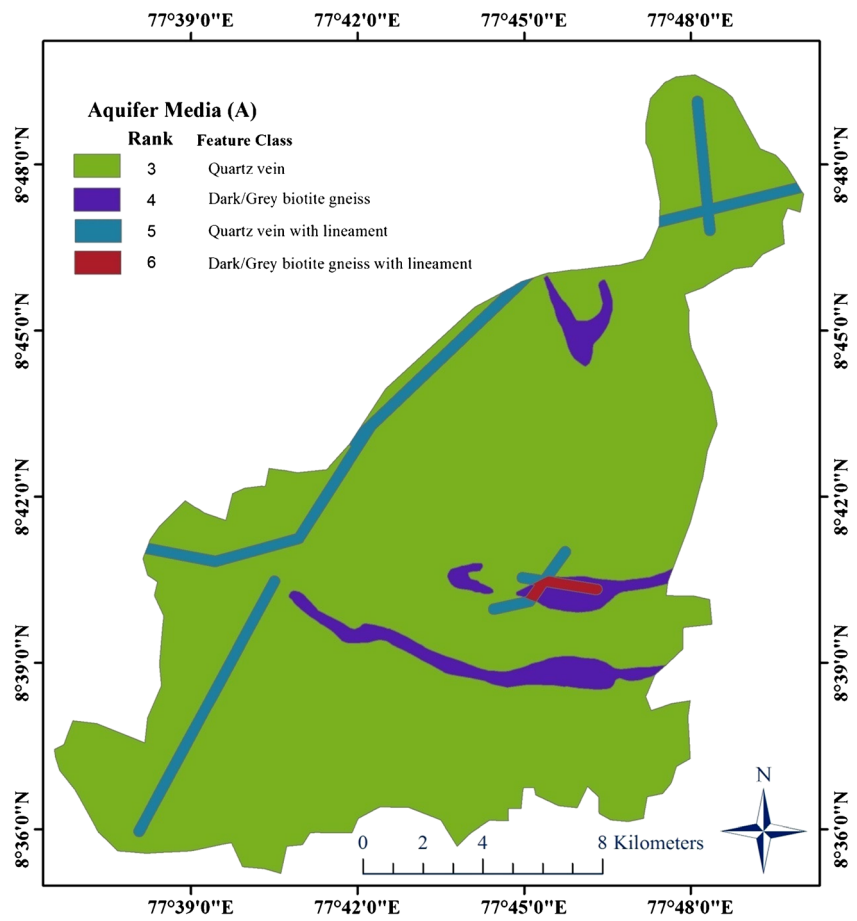 77°39'0"E 77°42'0"E 77°45'0"E 77°48'0"E
Aquifer Media (A)
Rank Feature Class
3 Quartz vein
4 Dark/Grey biotite gneiss
5 Quartz vein with lineament
6 Dark/Grey biotite gneiss with lineament
8°48'0"N 8°48'0"N
8°45'0"N 8°45'0"N
8°42'0"N 8°42'0"N
8°39'0"N 8°39'0"N
8°36'0"N 8°36'0"N
N
0 2 4 8 Kilometers
77°39'0"E 77°42'0"E 77°45'0"E 77°48'0"E